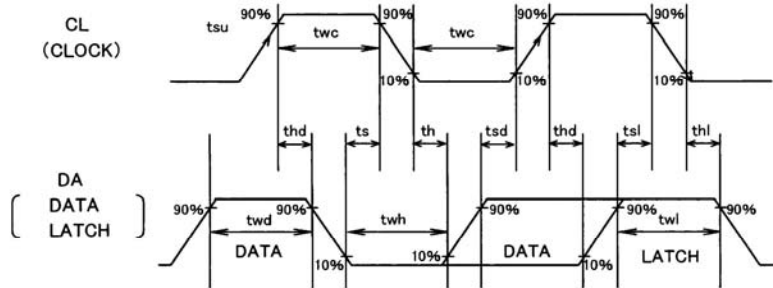 CL
(CLOCK)
tsu
90%
twc
90%
twc
90%
90%
10%
10%
10%
thd
ts
th
tsd
thd
tsl
thl
DA
DATA
LATCH
90%
twd
90%
twh
90%
90%
twl
90%
DATA
10%
10%
DATA
10%
LATCH